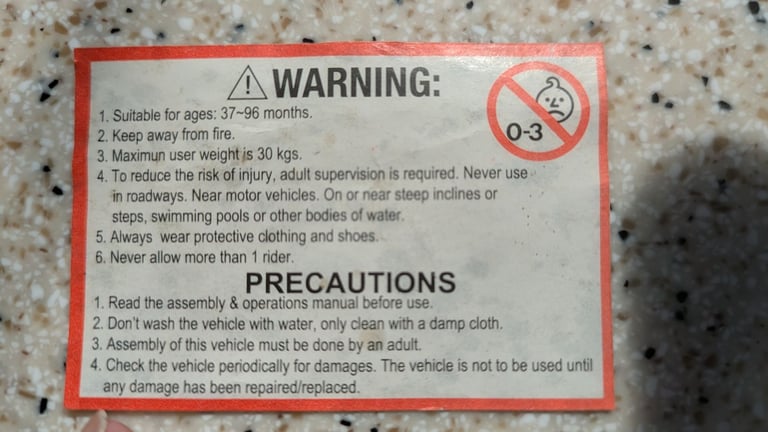 WARNING:
0-3
1. Suitable for ages: 37~96 months.
2. Keep away from fire.
3. Maximun user weight is 30 kgs.
4. To reduce the risk of injury, adult supervision is required. Never use
in roadways. Near motor vehicles. On or near steep inclines or
steps, swimming pools or other bodies of water.
5. Always wear protective clothing and shoes.
6. Never allow more than 1 rider.
PRECAUTIONS
1. Read the assembly & operations manual before use.
2. Don't wash the vehicle with water, only clean with a damp cloth.
3. Assembly of this vehicle must be done by an adult.
4. Check the vehicle periodically for damages. The vehicle is not to be used until
any damage has been repaired/replaced.